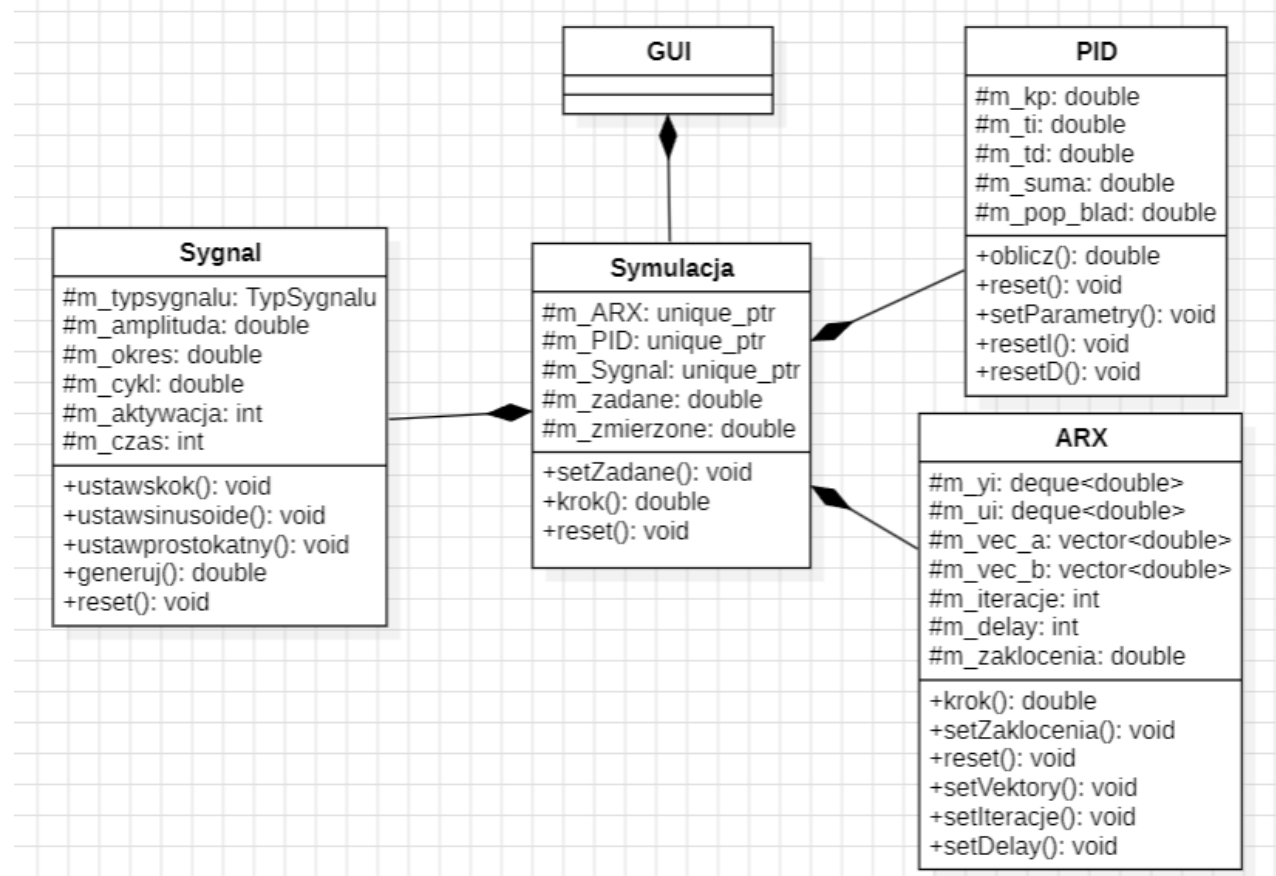 GUI
PID
#m_kp: double
#m_ti: double
#m_td: double
#m_suma: double
#m_pop_blad: double
+oblicz(): double
+reset(): void
+setParametry(): void
+resetI(): void
+resetD(): void
Sygnal
#m_typsygnalu: TypSygnalu
#m_amplituda: double
#m_okres: double
#m_cykl: double
#m_aktywacja: int
#m_czas: int
+ustawskok(): void
+ustawsinusoide(): void
+ustawprostokatny(): void
+generuj(): double
+reset(): void
Symulacja
#m_ARX: unique_ptr
#m_PID: unique_ptr
#m_Sygnal: unique_ptr
#m_zadane: double
#m_zmierzone: double
+setZadane(): void
+krok(): double
+reset(): void
ARX
#m_yi: deque<double>
#m_ui: deque<double>
#m_vec_a: vector<double>
#m_vec_b: vector<double>
#m_iteracje: int
#m_delay: int
#m_zaklocenia: double
+krok(): double
+setZaklocenia(): void
+reset(): void
+setVektory(): void
+setIteracje(): void
+setDelay(): void